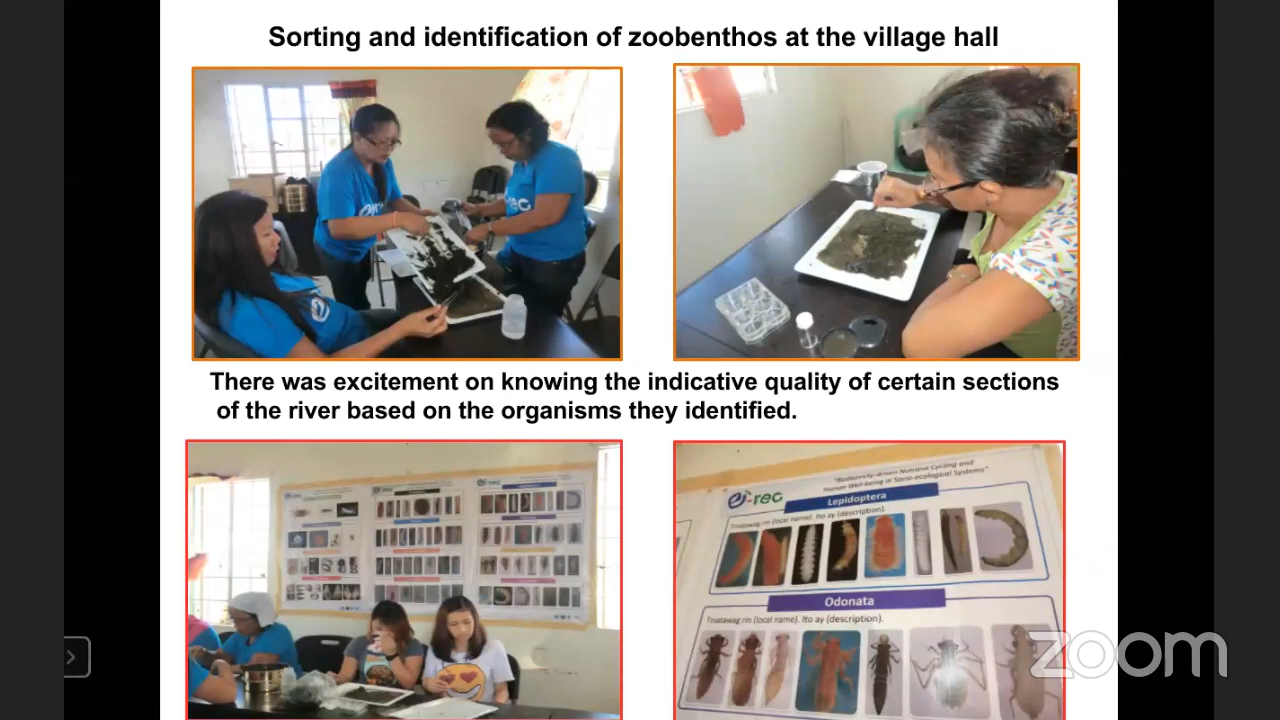 Sorting and identification of zoobenthos at the village hall
There was excitement on knowing the indicative quality of certain sections
of the river based on the organisms they identified.
"Biodiversity-driven Nutrient Cycling and
Human Well-being in Socio-ecological Systems"
Lepidoptera
Tinatawag rin (local name). Ito ay (description).
Odonata
Tinatawag rin (local name). Ito ay (description).
zoom